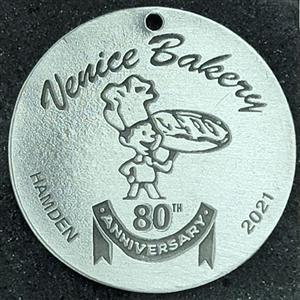 Venice Bakery
80TH
ANNIVERSARY
HAMDEN
2021